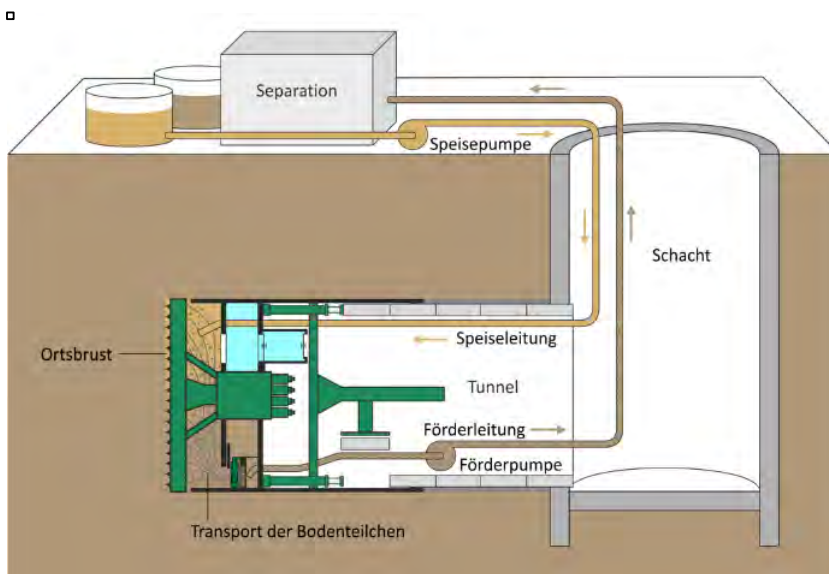 Separation
Speisepumpe
Schacht
Speiseleitung
Ortsbrust
Tunnel
Förderleitung
Förderpumpe
Transport der Bodenteilchen